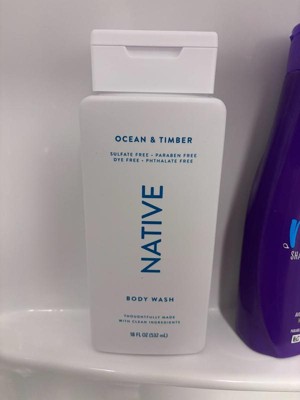 OCEAN & TIMBER
SULFATE FREE • PARABEN FREE
DYE FREE • PHTHALATE FREE
NATIVE
BODY WASH
THOUGHTFULLY MADE
WITH CLEAN INGREDIENTS
18 FL OZ (532 mL)
SHA